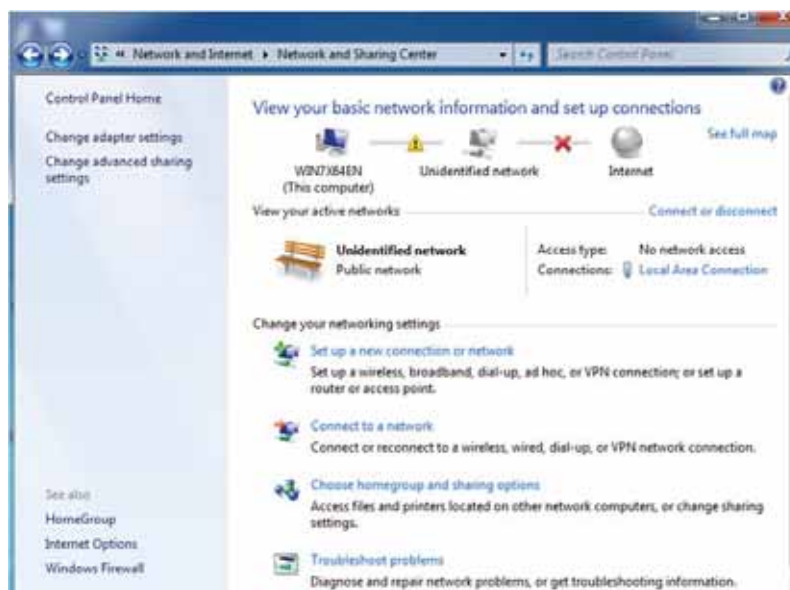 « Network and Internet ▸ Network and Sharing Center
Search Control Panel
Control Panel Home
Change adapter settings
Change advanced sharing
settings
View your basic network information and set up connections
See full map
WIN7X64EN
(This computer)
Unidentified network
Internet
View your active networks
Connect or disconnect
Unidentified network
Public network
Access type: No network access
Connections: Local Area Connection
Change your networking settings
Set up a new connection or network
Set up a wireless, broadband, dial-up, ad hoc, or VPN connection; or set up a
router or access point.
Connect to a network
Connect or reconnect to a wireless, wired, dial-up, or VPN network connection.
Choose homegroup and sharing options
Access files and printers located on other network computers, or change sharing
settings.
Troubleshoot problems
Diagnose and repair network problems, or get troubleshooting information.
See also
HomeGroup
Internet Options
Windows Firewall